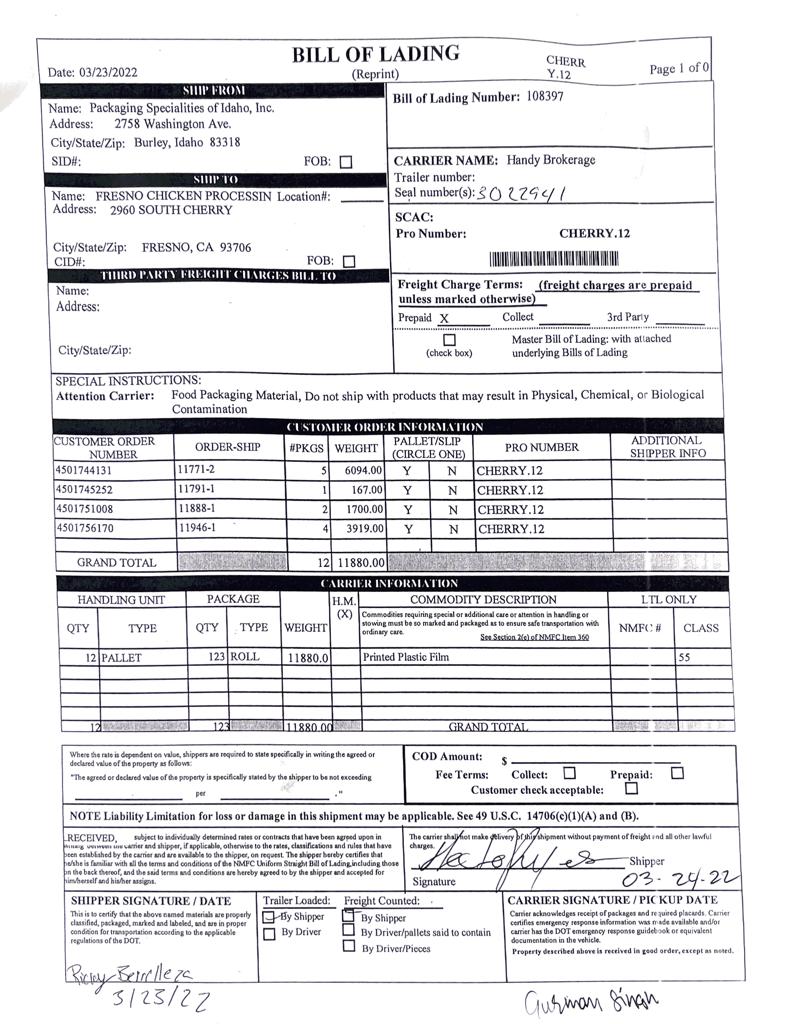 BILL OF LADING
(Reprint)
Date: 03/23/2022
CHERR
Y.12
Page 1 of 0
SHIP FROM
Name: Packaging Specialities of Idaho, Inc.
Address: 2758 Washington Ave.
City/State/Zip: Burley, Idaho 83318
SID#: FOB:
Bill of Lading Number: 108397
SHIP TO
Name: FRESNO CHICKEN PROCESSIN Location#:
Address: 2960 SOUTH CHERRY
City/State/Zip: FRESNO, CA 93706
CID#: FOB:
CARRIER NAME: Handy Brokerage
Trailer number:
Seal number(s): 3022941
SCAC:
Pro Number: CHERRY.12
THIRD PARTY FREIGHT CHARGES BILL TO
Name:
Address:
City/State/Zip:
Freight Charge Terms: (freight charges are prepaid
unless marked otherwise)
Prepaid X Collect 3rd Party
(check box)
Master Bill of Lading: with attached
underlying Bills of Lading
SPECIAL INSTRUCTIONS:
Attention Carrier: Food Packaging Material, Do not ship with products that may result in Physical, Chemical, or Biological
Contamination
CUSTOMER ORDER INFORMATION
CUSTOMER ORDER NUMBER ORDER-SHIP #PKGS WEIGHT PALLET/SLIP (CIRCLE ONE) PRO NUMBER ADDITIONAL SHIPPER INFO
4501744131 11771-2 5 6094.00 Y N CHERRY.12
4501745252 11791-1 1 167.00 Y N CHERRY.12
4501751008 11888-1 2 1700.00 Y N CHERRY.12
4501756170 11946-1 4 3919.00 Y N CHERRY.12
GRAND TOTAL 12 11880.00
CARRIER INFORMATION
HANDLING UNIT PACKAGE H.M. COMMODITY DESCRIPTION LTL ONLY
QTY TYPE QTY TYPE WEIGHT (X) NMFC # CLASS
Commodities requiring special or additional care or attention in handling or
stowing must be so marked and packaged as to ensure safe transportation with
ordinary care.
See Section 2(e) of NMFC Item 360
12 PALLET 123 ROLL 11880.0 Printed Plastic Film 55
12 123 11880.00 GRAND TOTAL
Where the rate is dependent on value, shippers are required to state specifically in writing the agreed or
declared value of the property as follows:
"The agreed or declared value of the property is specifically stated by the shipper to be not exceeding
per ."
COD Amount: $
Fee Terms: Collect: Prepaid:
Customer check acceptable:
NOTE Liability Limitation for loss or damage in this shipment may be applicable. See 49 U.S.C. 14706(c)(1)(A) and (B).
RECEIVED, subject to individually determined rates or contracts that have been agreed upon in
writing between the carrier and shipper, if applicable, otherwise to the rates, classifications and rules that have
been established by the carrier and are available to the shipper, on request. The shipper hereby certifies that
he/she is familiar with all the terms and conditions of the NMFC Uniform Straight Bill of Lading, including those
on the back thereof, and the said terms and conditions are hereby agreed to by the shipper and accepted for
him/herself and his/her assigns.
The carrier shall not make delivery of this shipment without payment of freight and all other lawful
charges.
Shipper
Signature 03-24-22
SHIPPER SIGNATURE / DATE
This is to certify that the above named materials are properly
classified, packaged, marked and labeled, and are in proper
condition for transportation according to the applicable
regulations of the DOT.
3/23/22
Trailer Loaded:
By Shipper
By Driver
Freight Counted:
By Shipper
By Driver/pallets said to contain
By Driver/Pieces
CARRIER SIGNATURE / PICKUP DATE
Carrier acknowledges receipt of packages and required placards. Carrier
certifies emergency response information was made available and/or
carrier has the DOT emergency response guidebook or equivalent
documentation in the vehicle.
Property described above is received in good order, except as noted.
Gurman Singh